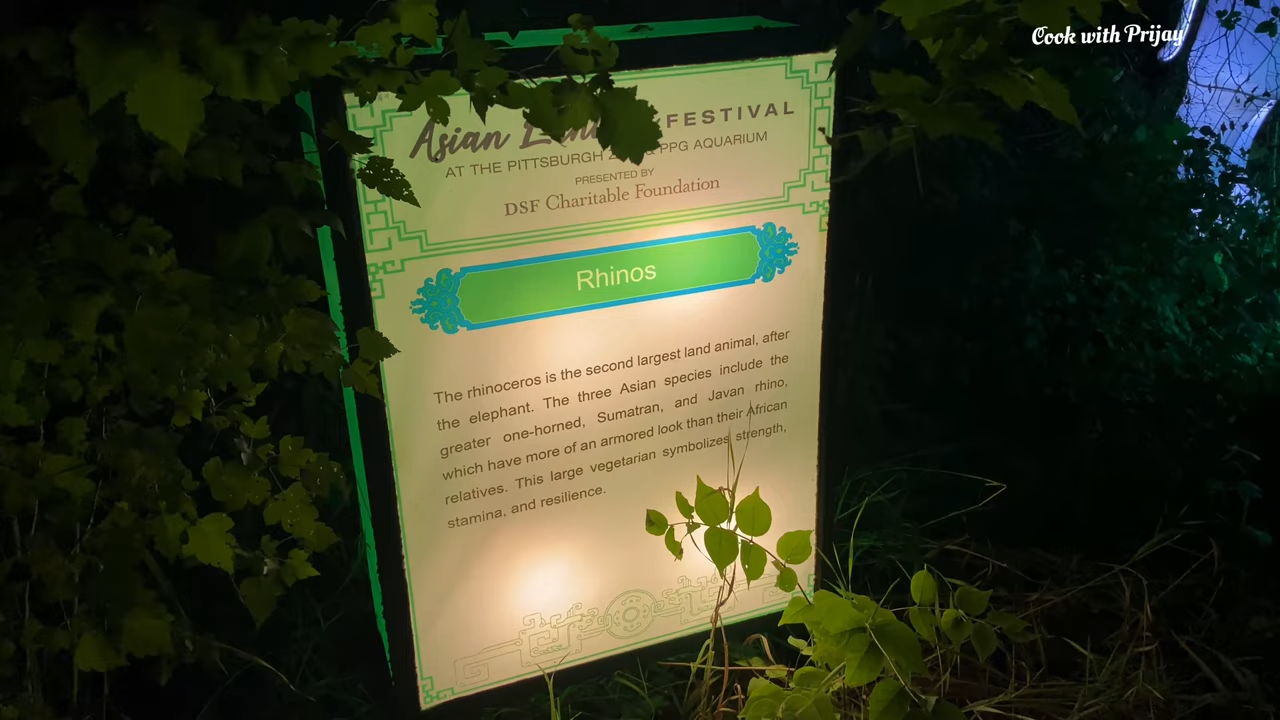 Cook with Prijay
Asian FESTIVAL
AT THE PITTSBURGH & PPG AQUARIUM
PRESENTED BY
DSF Charitable Foundation
Rhinos
The rhinoceros is the second largest land animal, after
the elephant. The three Asian species include the
greater one-horned, Sumatran, and Javan rhino,
which have more of an armored look than their African
relatives. This large vegetarian symbolizes strength,
stamina, and resilience.